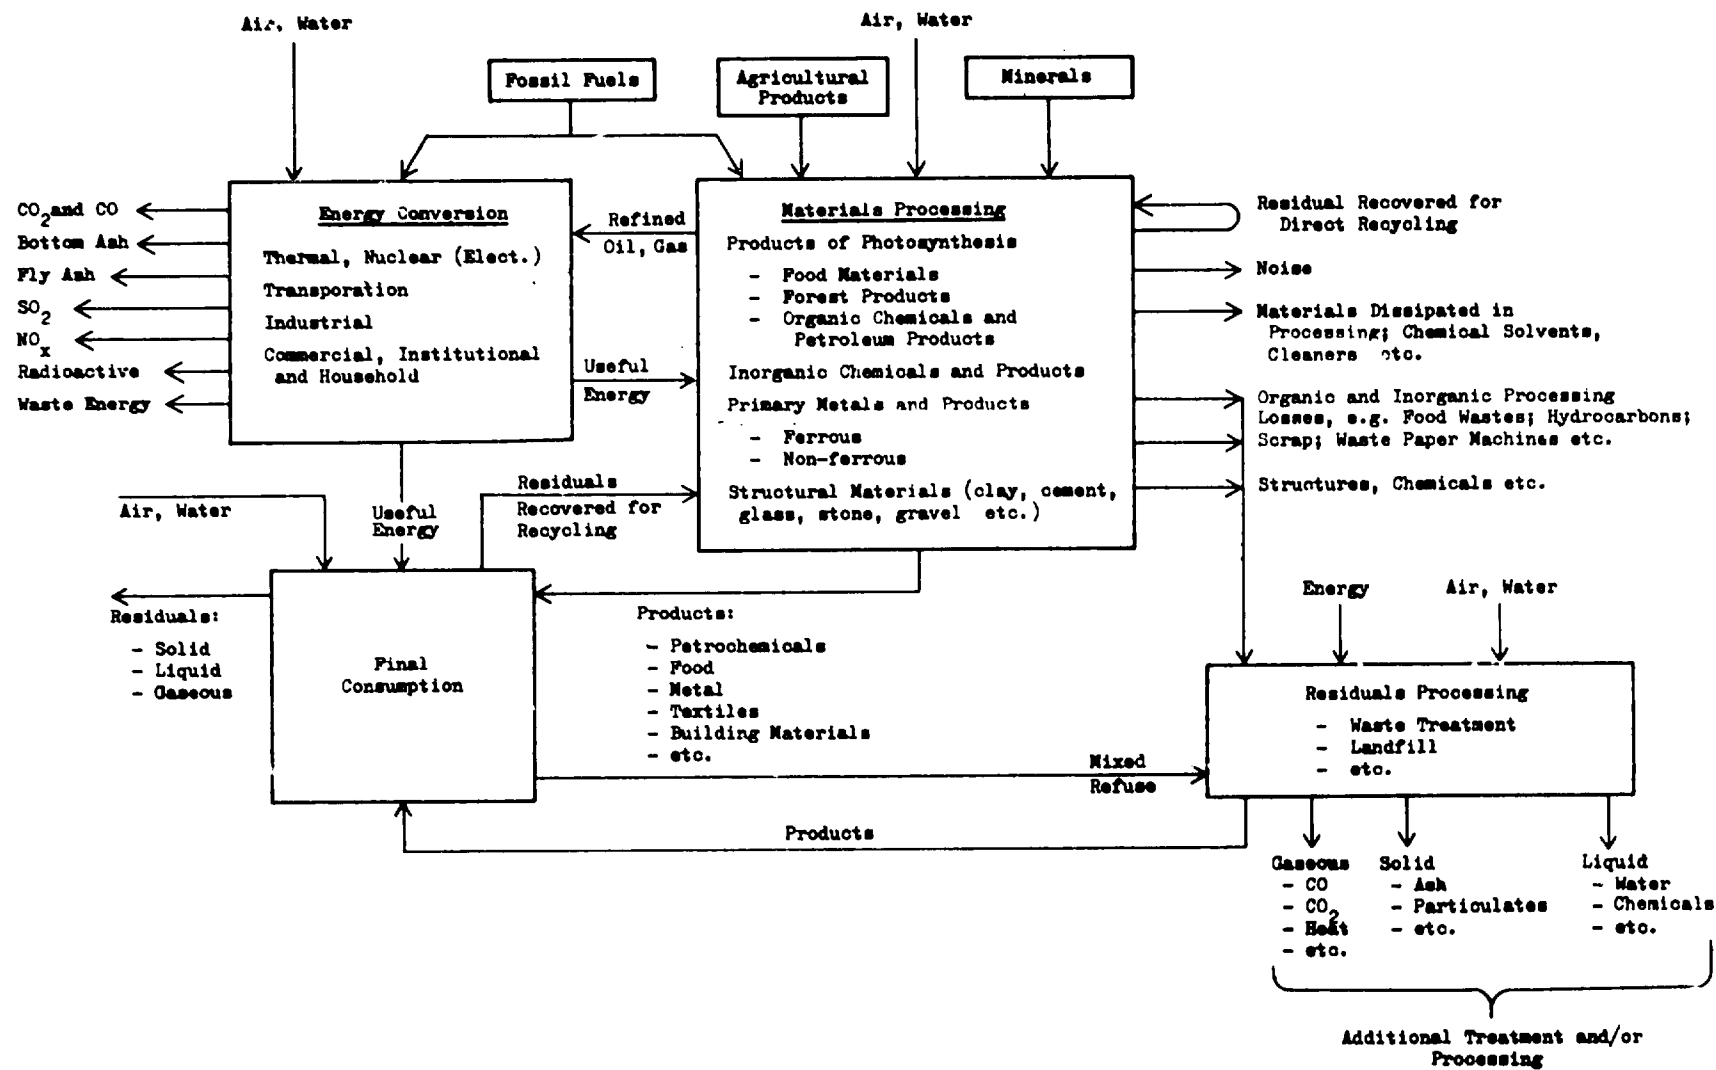 Air, Water
Air, Water
Fossil Fuels
Agricultural
Products
Minerals
CO2 and CO
Bottom Ash
Fly Ash
SO2
NOx
Radioactive
Waste Energy
Energy Conversion
Thermal, Nuclear (Elect.)
Transporation
Industrial
Commercial, Institutional
and Household
Refined
Oil, Gas
Useful
Energy
Materials Processing
Products of Photosynthesis
- Food Materials
- Forest Products
- Organic Chemicals and
Petroleum Products
Inorganic Chemicals and Products
Primary Metals and Products
- Ferrous
- Non-ferrous
Structural Materials (clay, cement,
glass, stone, gravel etc.)
Residual Recovered for
Direct Recycling
Noise
Materials Dissipated in
Processing; Chemical Solvents,
Cleaners etc.
Organic and Inorganic Processing
Losses, e.g. Food Wastes; Hydrocarbons;
Scrap; Waste Paper Machines etc.
Structures, Chemicals etc.
Air, Water
Useful
Energy
Residuals
Recovered for
Recycling
Residuals:
- Solid
- Liquid
- Gaseous
Final
Consumption
Products:
- Petrochemicals
- Food
- Metal
- Textiles
- Building Materials
- etc.
Energy
Air, Water
Residuals Processing
- Waste Treatment
- Landfill
- etc.
Mixed
Refuse
Products
Gaseous
- CO
- CO2
- Heat
- etc.
Solid
- Ash
- Particulates
- etc.
Liquid
- Water
- Chemicals
- etc.
Additional Treatment and/or
Processing